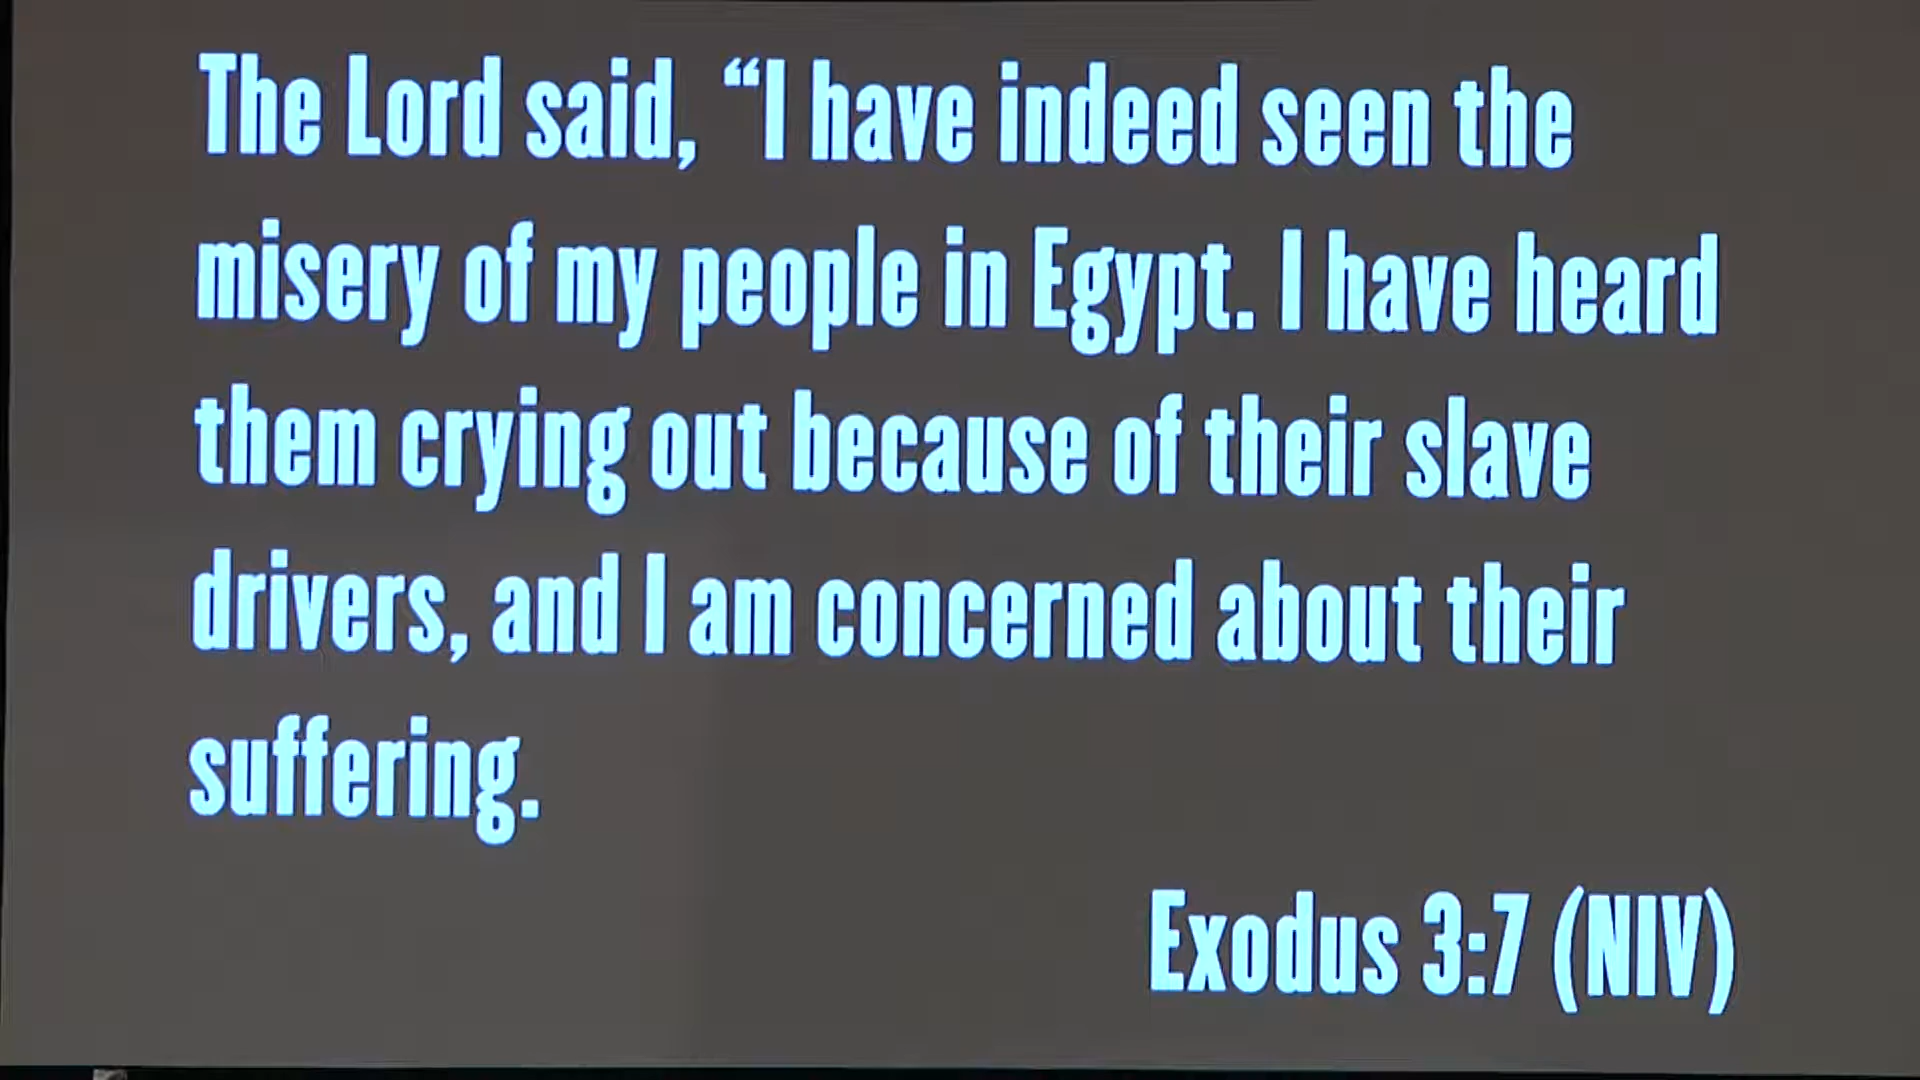 The Lord said, “I have indeed seen the
misery of my people in Egypt. I have heard
them crying out because of their slave
drivers, and I am concerned about their
suffering.
Exodus 3:7 (NIV)